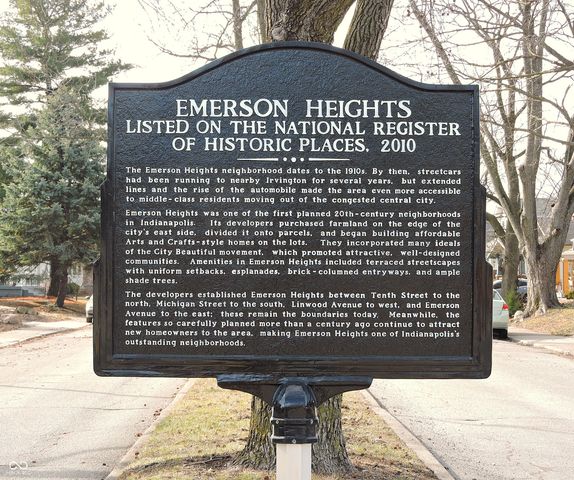 EMERSON HEIGHTS
LISTED ON THE NATIONAL REGISTER
OF HISTORIC PLACES, 2010
The Emerson Heights neighborhood dates to the 1910s. By then, streetcars
had been running to nearby Irvington for several years, but extended
lines and the rise of the automobile made the area even more accessible
to middle-class residents moving out of the congested central city.
Emerson Heights was one of the first planned 20th-century neighborhoods
in Indianapolis. Its developers purchased farmland on the edge of the
city's east side, divided it onto parcels, and began building affordable
Arts and Crafts-style homes on the lots. They incorporated many ideals
of the City Beautiful movement, which promoted attractive, well-designed
communities. Amenities in Emerson Heights included terraced streetscapes
with uniform setbacks, esplanades, brick-columned entryways, and ample
shade trees.
The developers established Emerson Heights between Tenth Street to the
north, Michigan Street to the south, Linwood Avenue to west, and Emerson
Avenue to the east; these remain the boundaries today. Meanwhile, the
features so carefully planned more than a century ago continue to attract
new homeowners to the area, making Emerson Heights one of Indianapolis's
outstanding neighborhoods.